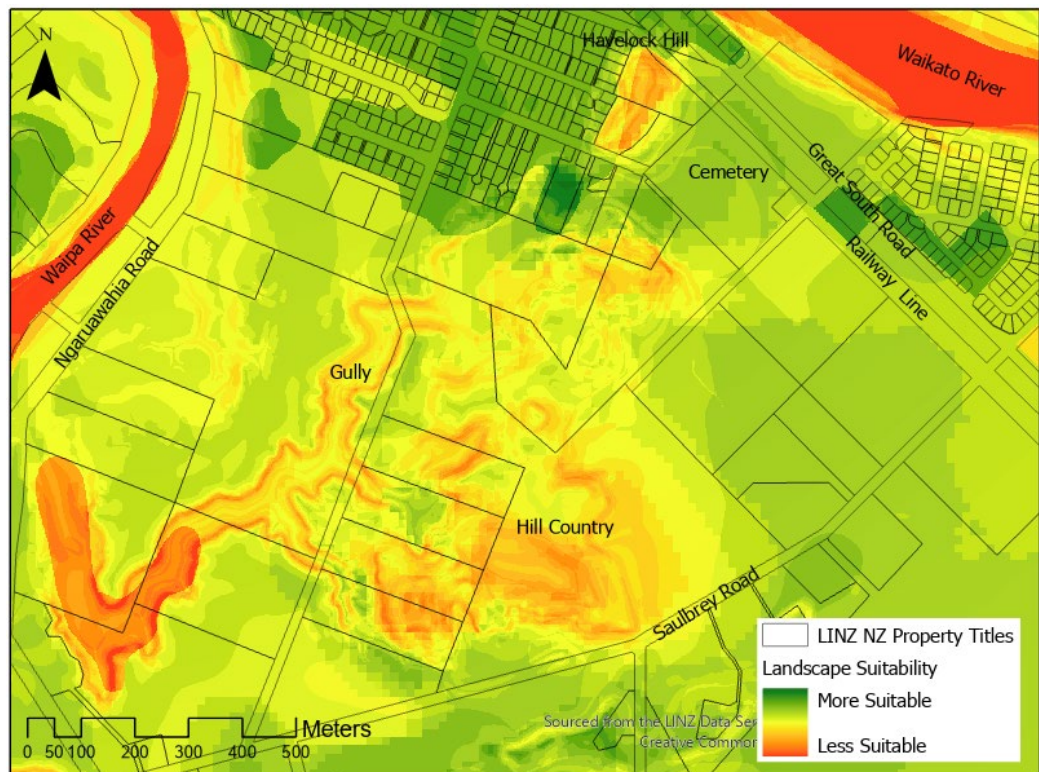 N
Havelock Hill
Waikato River
Cemetery
Great South Road
Railway Line
Waipa River
Ngaruawahia Road
Gully
Hill Country
Saulbrey Road
LINZ NZ Property Titles
Landscape Suitability
More Suitable
Less Suitable
Meters
0 50 100 200 300 400 500
Sourced from the LINZ Data Ser
Creative Common